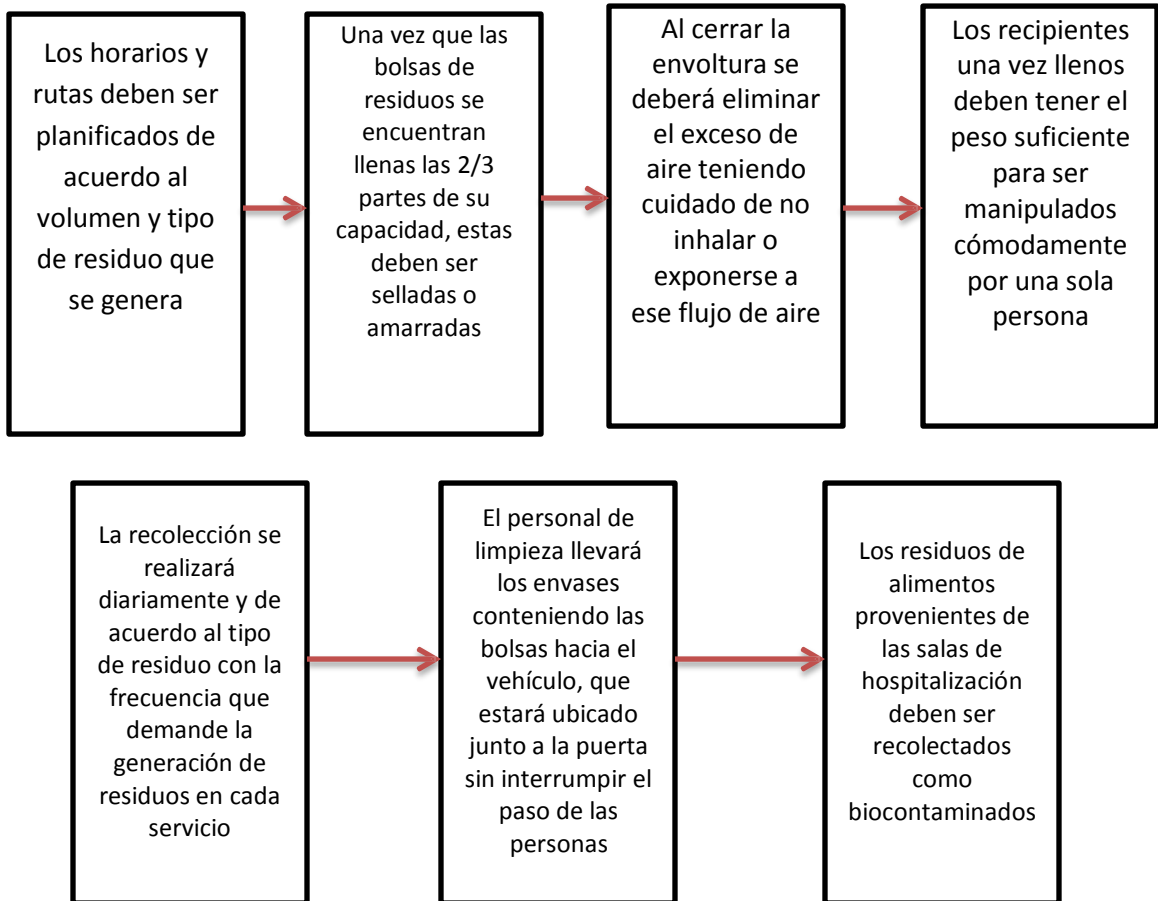 Los horarios y
rutas deben ser
planificados de
acuerdo al
volumen y tipo
de residuo que
se genera
Una vez que las
bolsas de
residuos se
encuentran
llenas las 2/3
partes de su
capacidad, estas
deben ser
selladas o
amarradas
Al cerrar la
envoltura se
deberá eliminar
el exceso de
aire teniendo
cuidado de no
inhalar o
exponerse a
ese flujo de aire
Los recipientes
una vez llenos
deben tener el
peso suficiente
para ser
manipulados
cómodamente
por una sola
persona
La recolección se
realizará
diariamente y de
acuerdo al tipo
de residuo con la
frecuencia que
demande la
generación de
residuos en cada
servicio
El personal de
limpieza llevará
los envases
conteniendo las
bolsas hacia el
vehículo, que
estará ubicado
junto a la puerta
sin interrumpir el
paso de las
personas
Los residuos de
alimentos
provenientes de
las salas de
hospitalización
deben ser
recolectados
como
biocontaminados